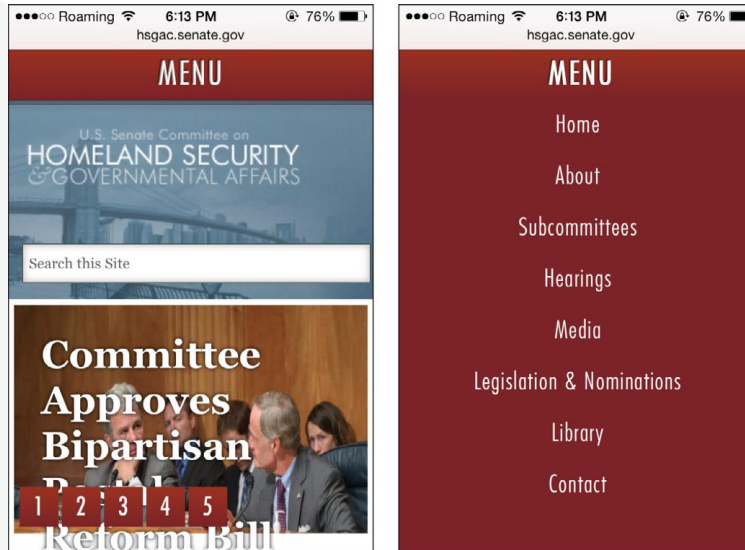 Roaming 6:13 PM 76%
hsgac.senate.gov
MENU
U.S. Senate Committee on
HOMELAND SECURITY
& GOVERNMENTAL AFFAIRS
Search this Site
Committee
Approves
Bipartisan
Postal
1 2 3 4 5
Reform Bill
Roaming 6:13 PM 76%
hsgac.senate.gov
MENU
Home
About
Subcommittees
Hearings
Media
Legislation & Nominations
Library
Contact